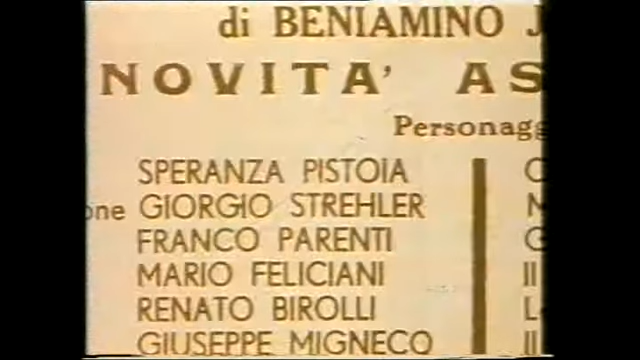 di BENIAMINO J
NOVITA' AS
Personagg
SPERANZA PISTOIA
one GIORGIO STREHLER
FRANCO PARENTI
MARIO FELICIANI
RENATO BIROLLI
GIUSEPPE MIGNECO